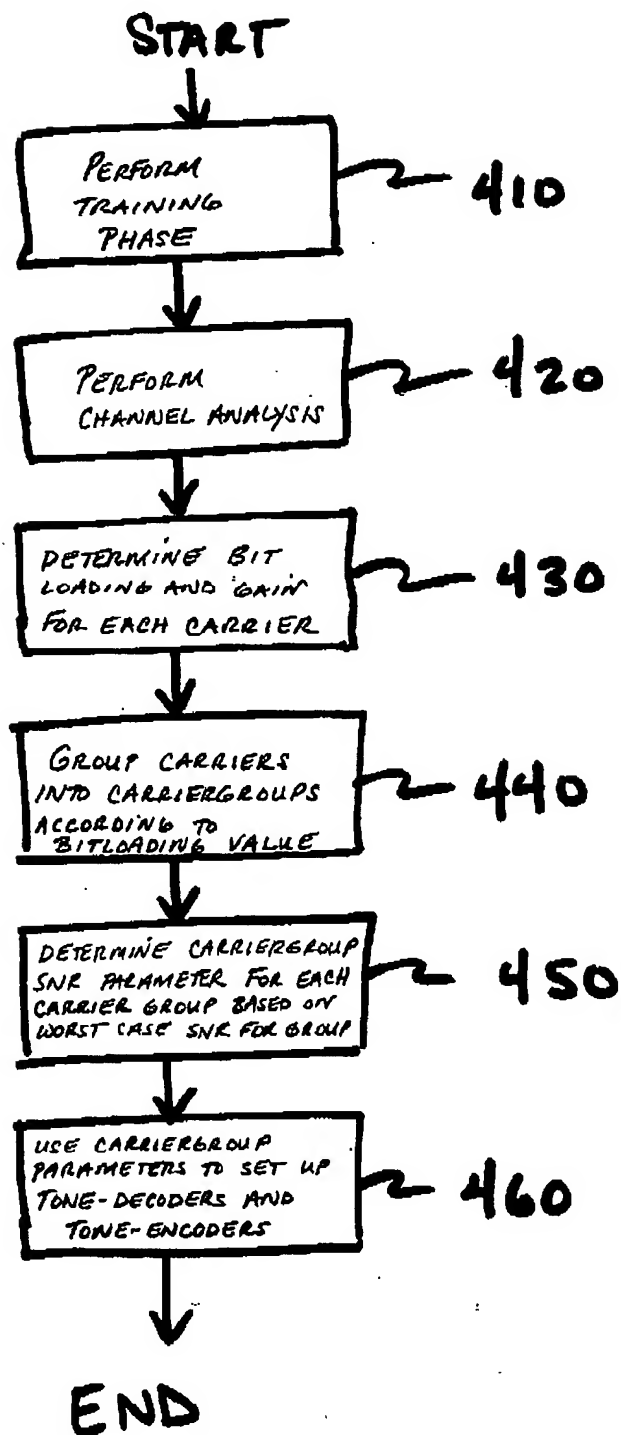 START
PERFORM
TRAINING
PHASE
410
PERFORM
CHANNEL ANALYSIS
420
DETERMINE BIT
LOADING AND GAIN
FOR EACH CARRIER
430
GROUP CARRIERS
INTO CARRIERGROUPS
ACCORDING TO
BITLOADING VALUE
440
DETERMINE CARRIERGROUP
SNR PARAMETER FOR EACH
CARRIER GROUP BASED ON
WORST CASE SNR FOR GROUP
450
USE CARRIERGROUP
PARAMETERS TO SET UP
TONE-DECODERS AND
TONE-ENCODERS
460
END